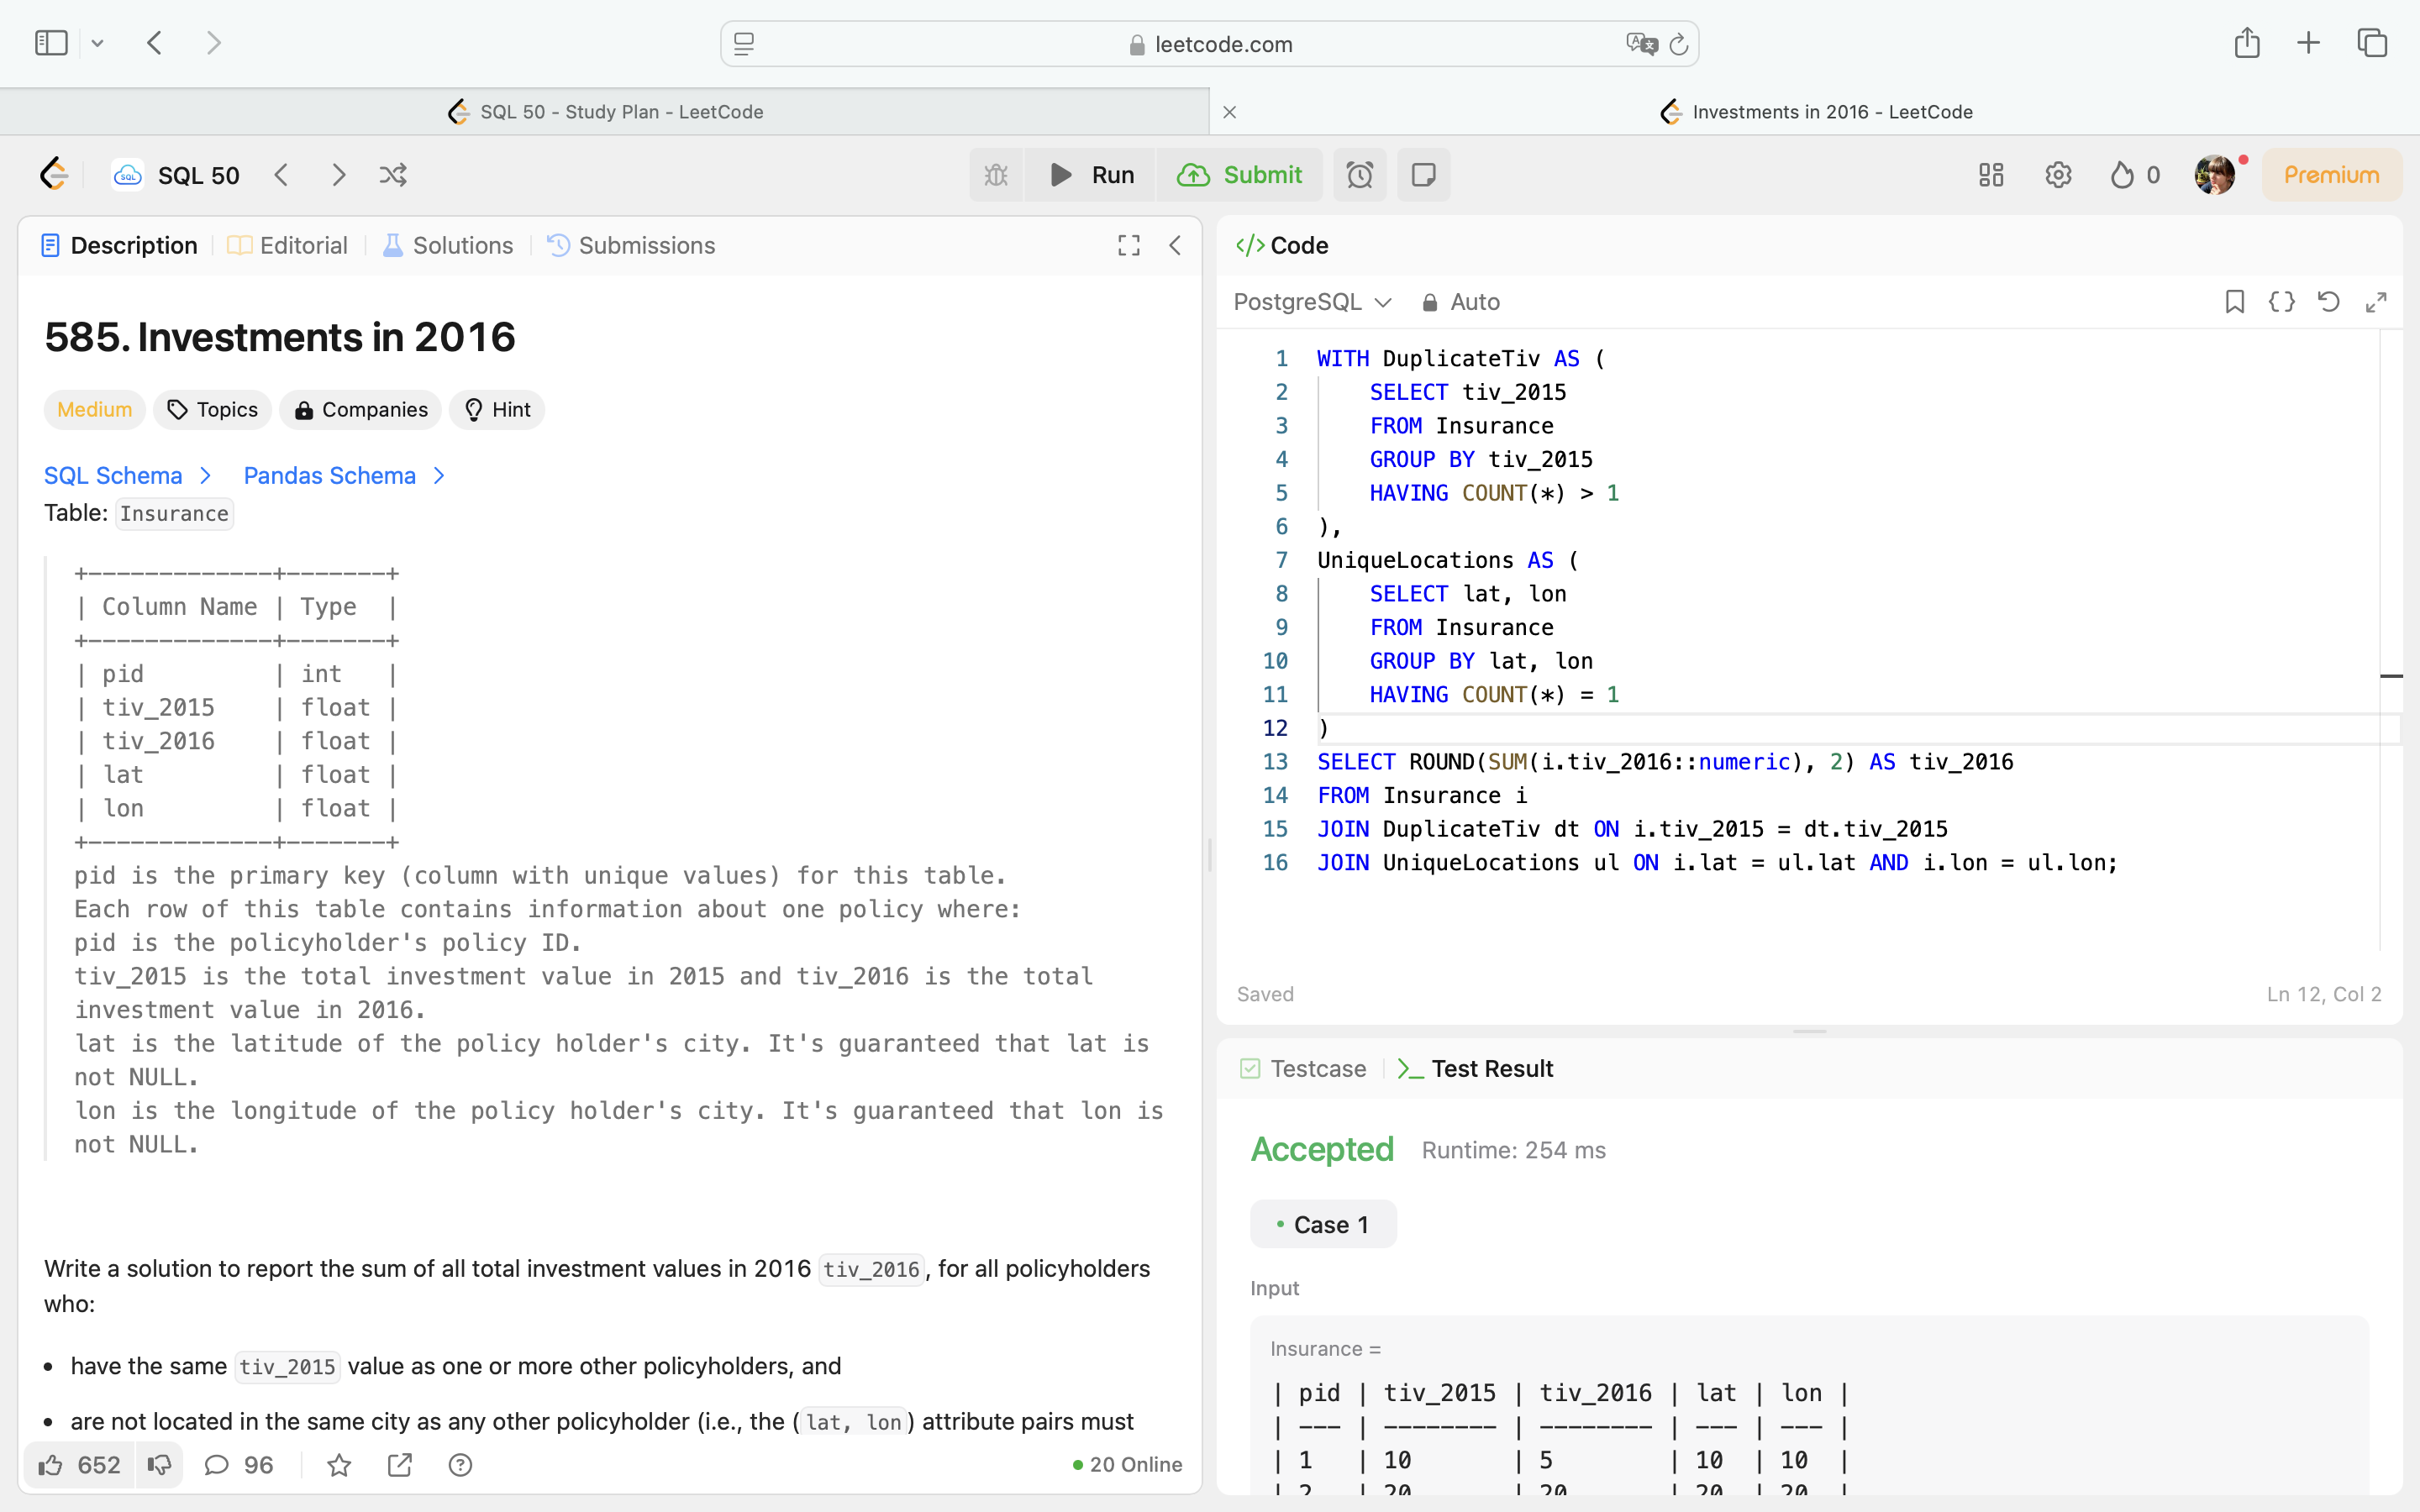 leetcode.com
SQL 50 - Study Plan - LeetCode
Investments in 2016 - LeetCode
SQL SQL 50
Run
Submit
0
Premium
Description
Editorial
Solutions
Submissions
585. Investments in 2016
Medium
Topics
Companies
Hint
SQL Schema
Pandas Schema
Table: Insurance
+-------------+-------+
| Column Name | Type  |
+-------------+-------+
| pid         | int   |
| tiv_2015    | float |
| tiv_2016    | float |
| lat         | float |
| lon         | float |
+-------------+-------+
pid is the primary key (column with unique values) for this table.
Each row of this table contains information about one policy where:
pid is the policyholder's policy ID.
tiv_2015 is the total investment value in 2015 and tiv_2016 is the total
investment value in 2016.
lat is the latitude of the policy holder's city. It's guaranteed that lat is
not NULL.
lon is the longitude of the policy holder's city. It's guaranteed that lon is
not NULL.
Write a solution to report the sum of all total investment values in 2016 tiv_2016, for all policyholders
who:
• have the same tiv_2015 value as one or more other policyholders, and
• are not located in the same city as any other policyholder (i.e., the (lat, lon) attribute pairs must
652
96
20 Online
</> Code
PostgreSQL
Auto
1 WITH DuplicateTiv AS (
2     SELECT tiv_2015
3     FROM Insurance
4     GROUP BY tiv_2015
5     HAVING COUNT(*) > 1
6 ),
7 UniqueLocations AS (
8     SELECT lat, lon
9     FROM Insurance
10     GROUP BY lat, lon
11     HAVING COUNT(*) = 1
12 )
13 SELECT ROUND(SUM(i.tiv_2016::numeric), 2) AS tiv_2016
14 FROM Insurance i
15 JOIN DuplicateTiv dt ON i.tiv_2015 = dt.tiv_2015
16 JOIN UniqueLocations ul ON i.lat = ul.lat AND i.lon = ul.lon;
Saved
Ln 12, Col 2
Testcase
Test Result
Accepted
Runtime: 254 ms
Case 1
Input
Insurance =
| pid | tiv_2015 | tiv_2016 | lat | lon |
| --- | -------- | -------- | --- | --- |
| 1   | 10       | 5        | 10  | 10  |
| 2   | 20       | 20       | 20  | 20  |